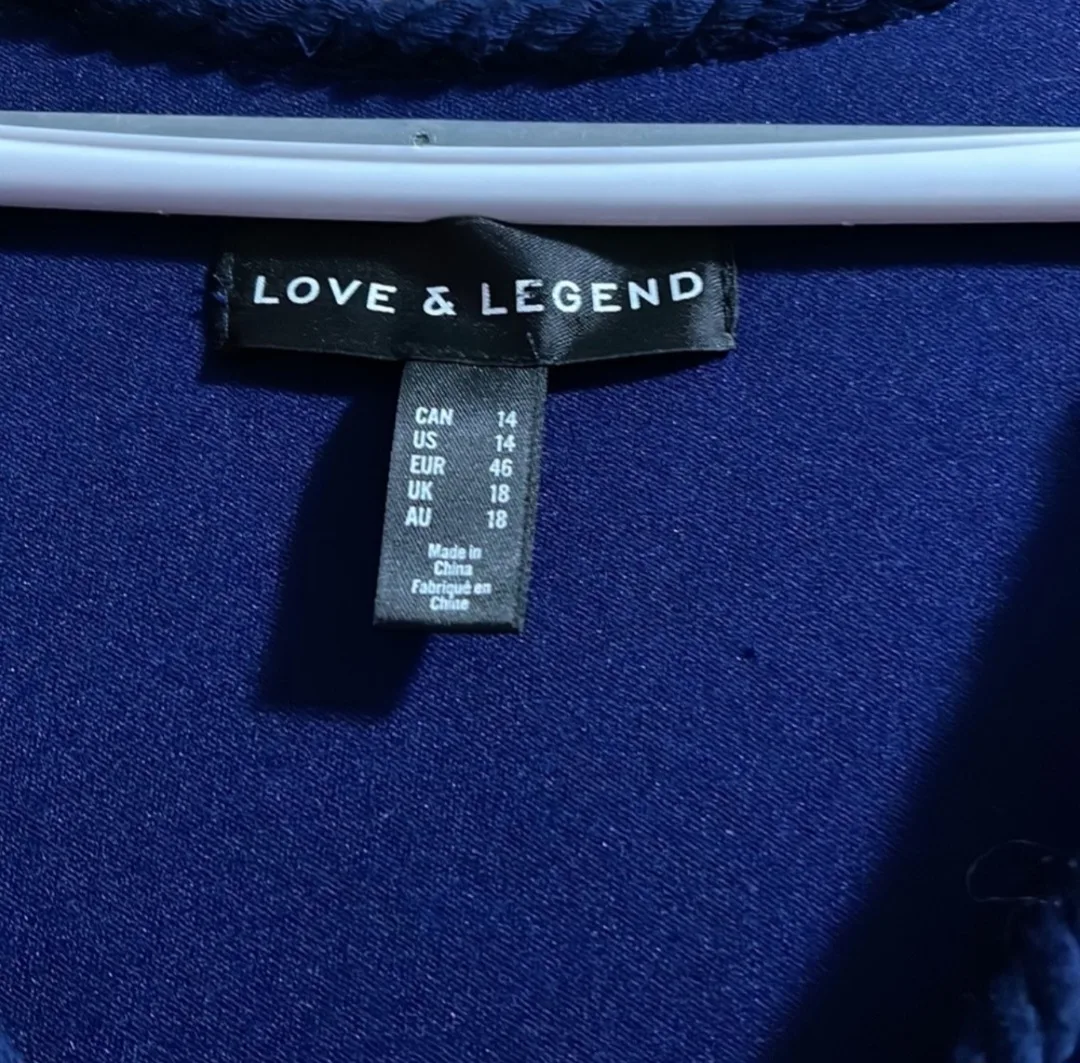 LOVE & LEGEND
CAN 14
US 14
EUR 46
UK 18
AU 18
Made in
China
Fabriqué en
Chine